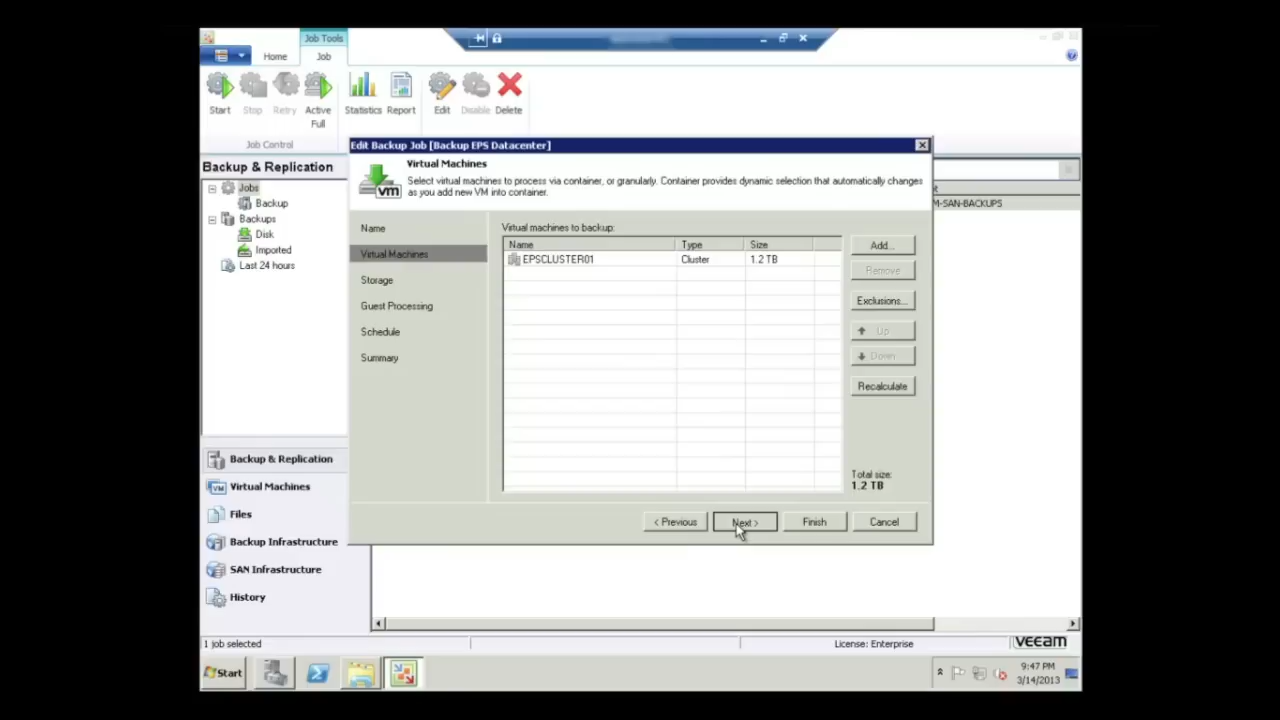 Job Tools
Home
Job
Start
Stop
Retry
Active Full
Statistics
Report
Edit
Disable
Delete
Job Control
Backup & Replication
Jobs
Backup
Backups
Disk
Imported
Last 24 hours
Backup & Replication
Virtual Machines
Files
Backup Infrastructure
SAN Infrastructure
History
Edit Backup Job [Backup EPS Datacenter]
Virtual Machines
Select virtual machines to process via container, or granularly. Container provides dynamic selection that automatically changes
as you add new VM into container.
vm
Name
Virtual Machines
Storage
Guest Processing
Schedule
Summary
Virtual machines to backup:
Name Type Size
EPSCLUSTER01 Cluster 1.2 TB
Add...
Remove
Exclusions...
Up
Down
Recalculate
Total size:
1.2 TB
< Previous
Next >
Finish
Cancel
M-SAN-BACKUPS
1 job selected
License: Enterprise
veeam
Start
9:47 PM
3/14/2013